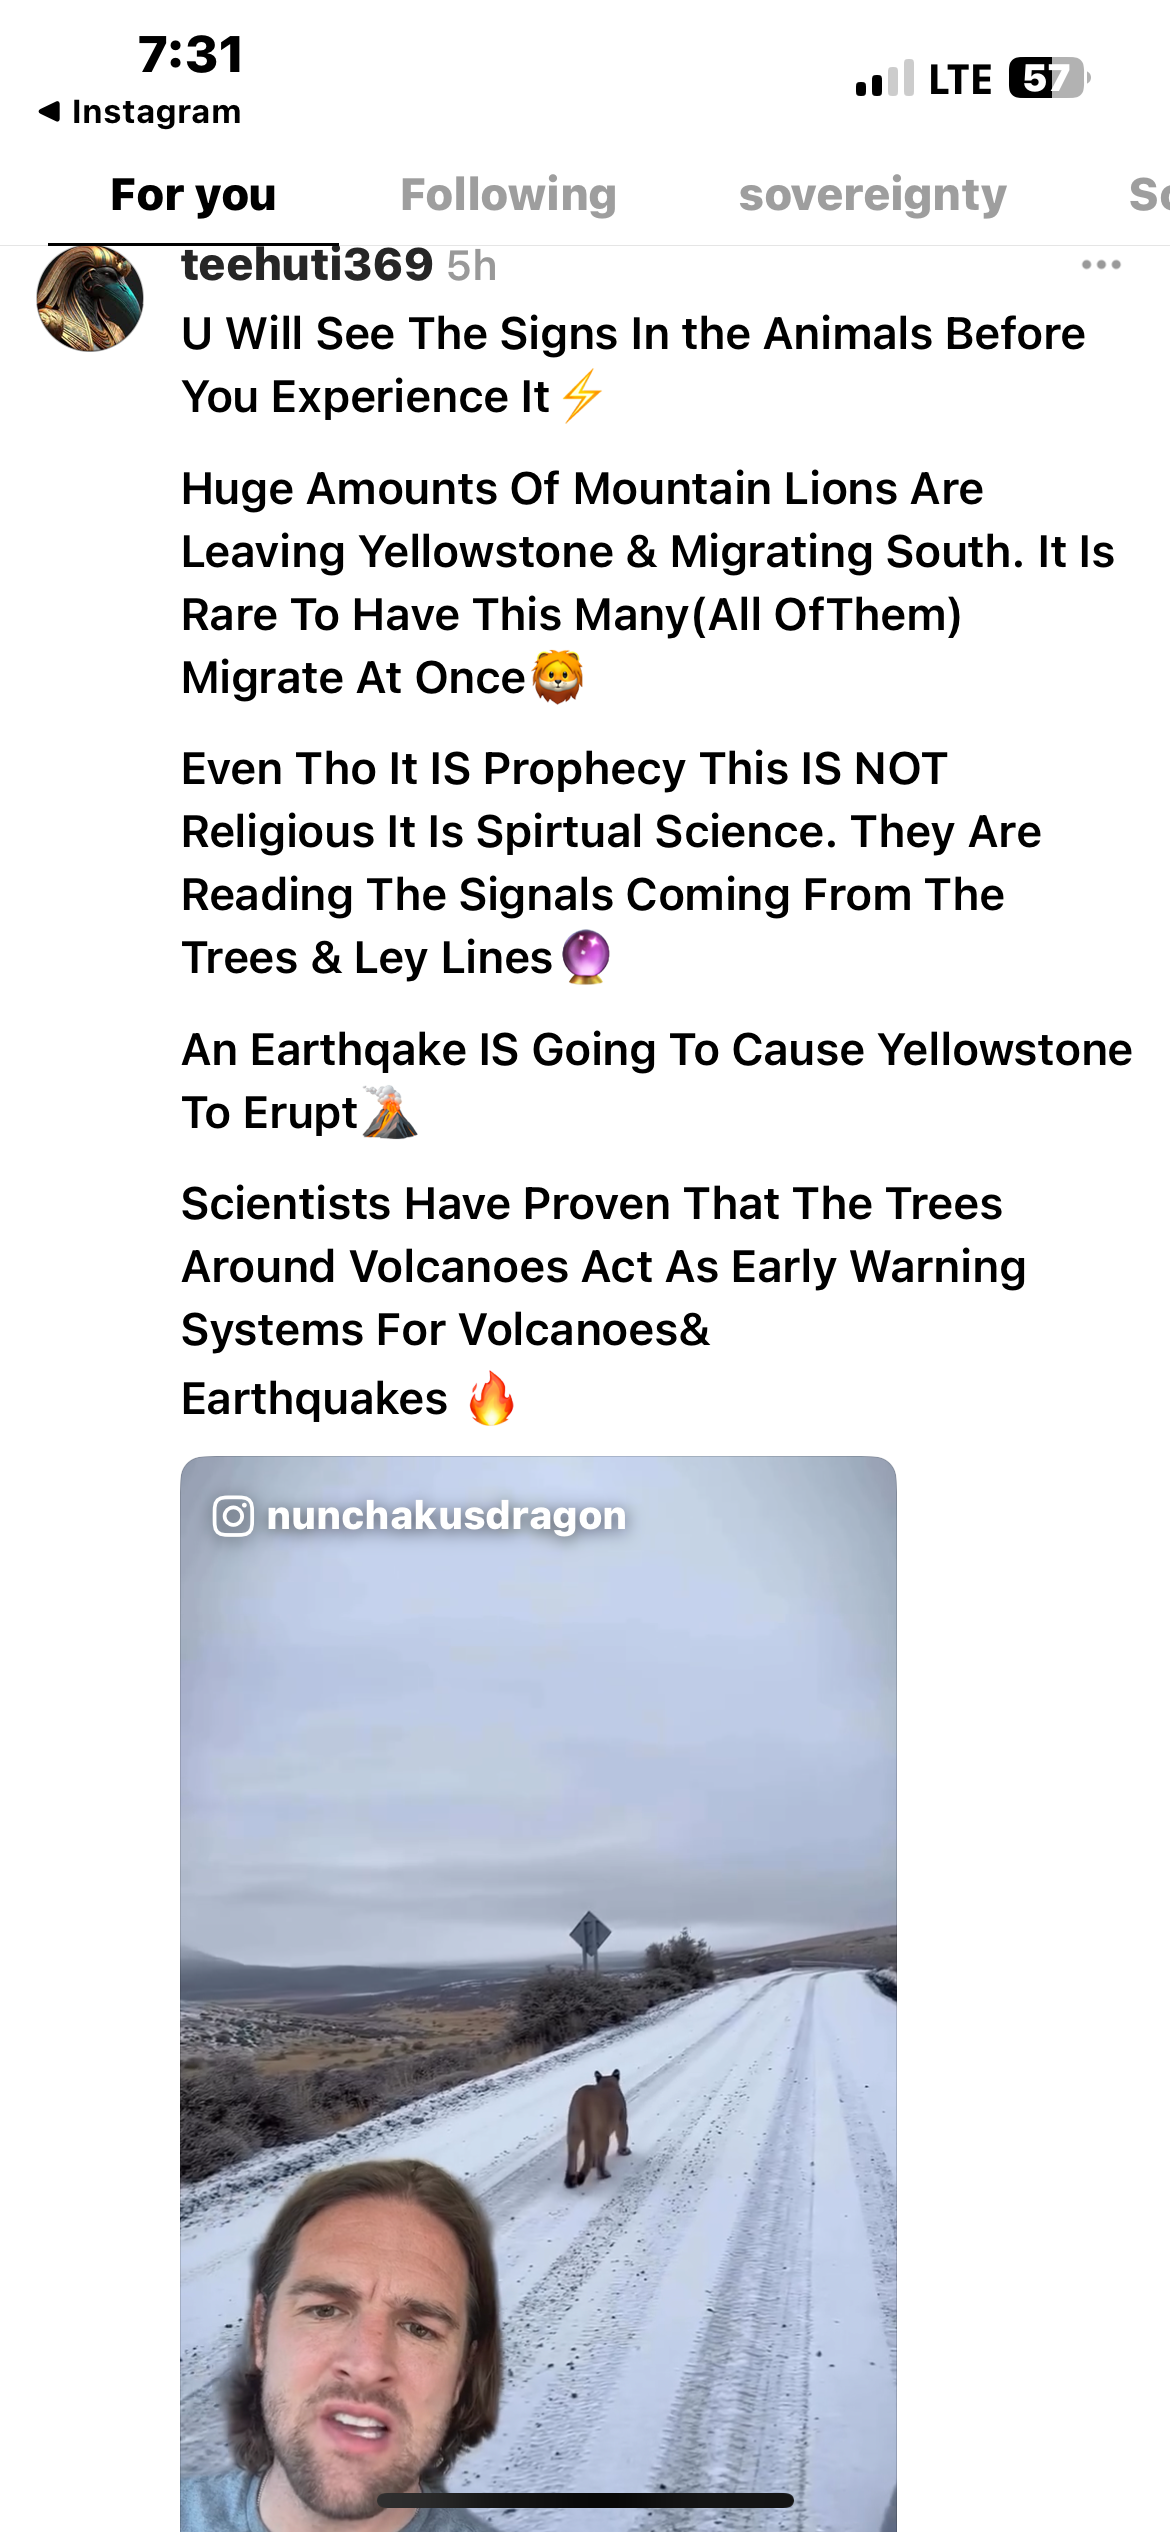 7:31
LTE 57
◀ Instagram
For you Following sovereignty
teehuti369 5h
U Will See The Signs In the Animals Before
You Experience It⚡
Huge Amounts Of Mountain Lions Are
Leaving Yellowstone & Migrating South. It Is
Rare To Have This Many(All OfThem)
Migrate At Once🦁
Even Tho It IS Prophecy This IS NOT
Religious It Is Spirtual Science. They Are
Reading The Signals Coming From The
Trees & Ley Lines🔮
An Earthqake IS Going To Cause Yellowstone
To Erupt🌋
Scientists Have Proven That The Trees
Around Volcanoes Act As Early Warning
Systems For Volcanoes&
Earthquakes 🔥
nunchakusdragon